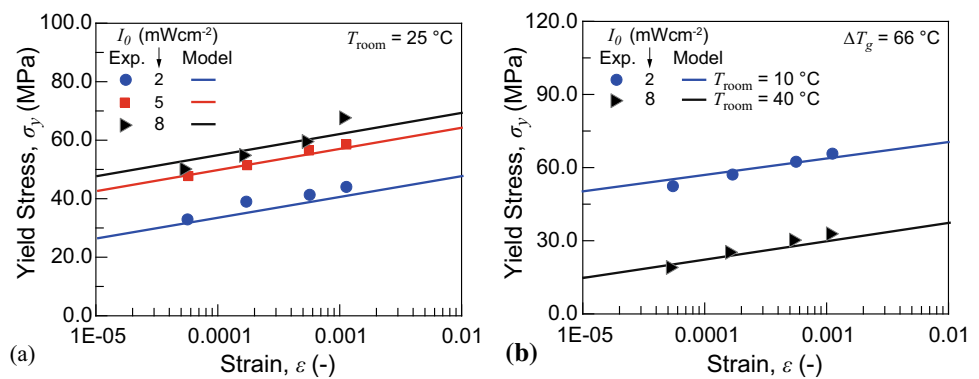 100.0
80.0
60.0
40.0
20.0
0.0
Yield Stress, σy (MPa)
I0 (mWcm-2)
Exp. Model
2
5
8
Troom = 25 °C
1E-05 0.0001 0.001 0.01
(a) Strain, ε (-)
120.0
90.0
60.0
30.0
0.0
Yield Stress, σy (MPa)
I0 (mWcm-2)
Exp. Model
2 Troom = 10 °C
8 Troom = 40 °C
ΔTg = 66 °C
1E-05 0.0001 0.001 0.01
(b) Strain, ε (-)